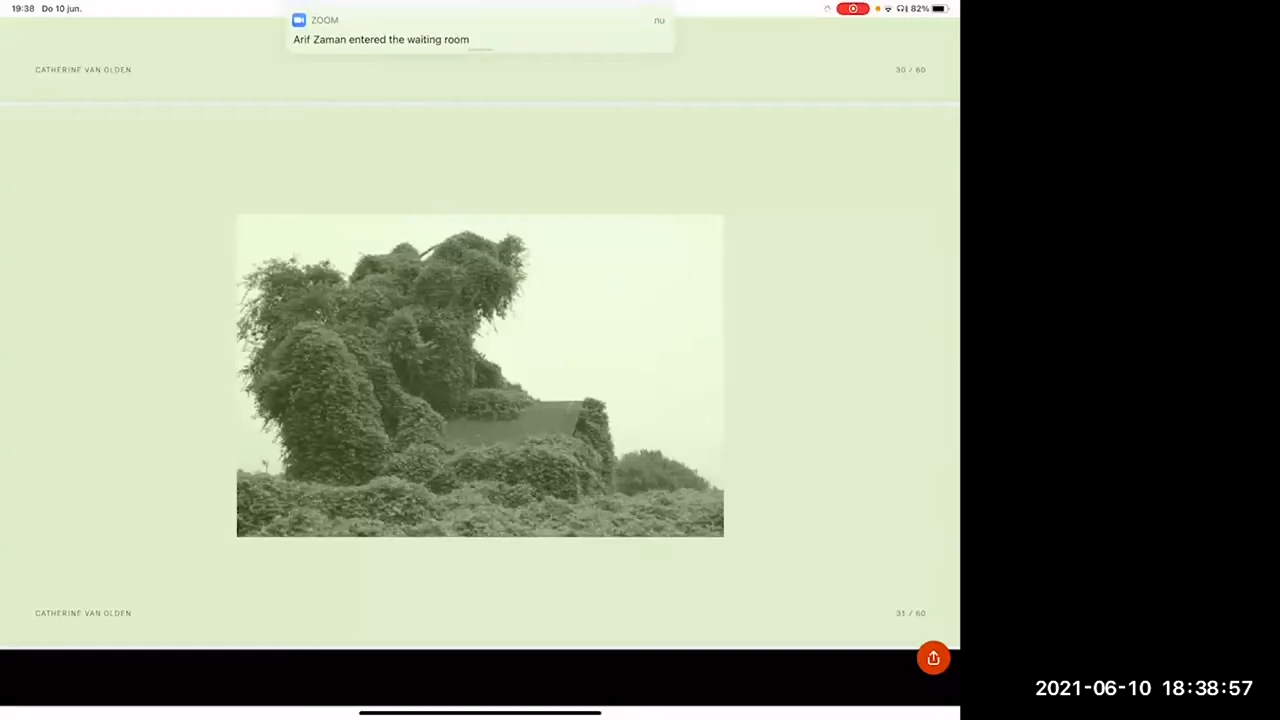 19:38 Do 10 jun.
82%
ZOOM
nu
Arif Zaman entered the waiting room
CATHERINE VAN OLDEN
30 / 60
CATHERINE VAN OLDEN
31 / 60
2021-06-10 18:38:57